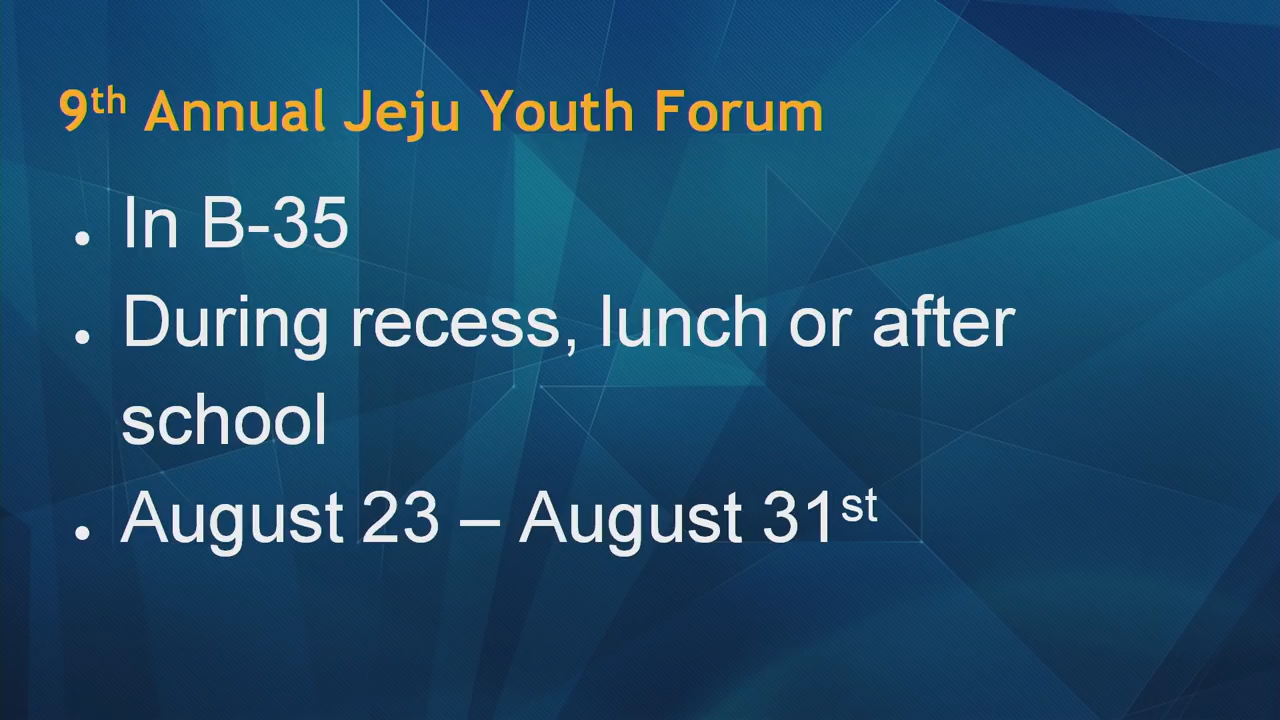 9th Annual Jeju Youth Forum
• In B-35
• During recess, lunch or after
school
• August 23 – August 31st